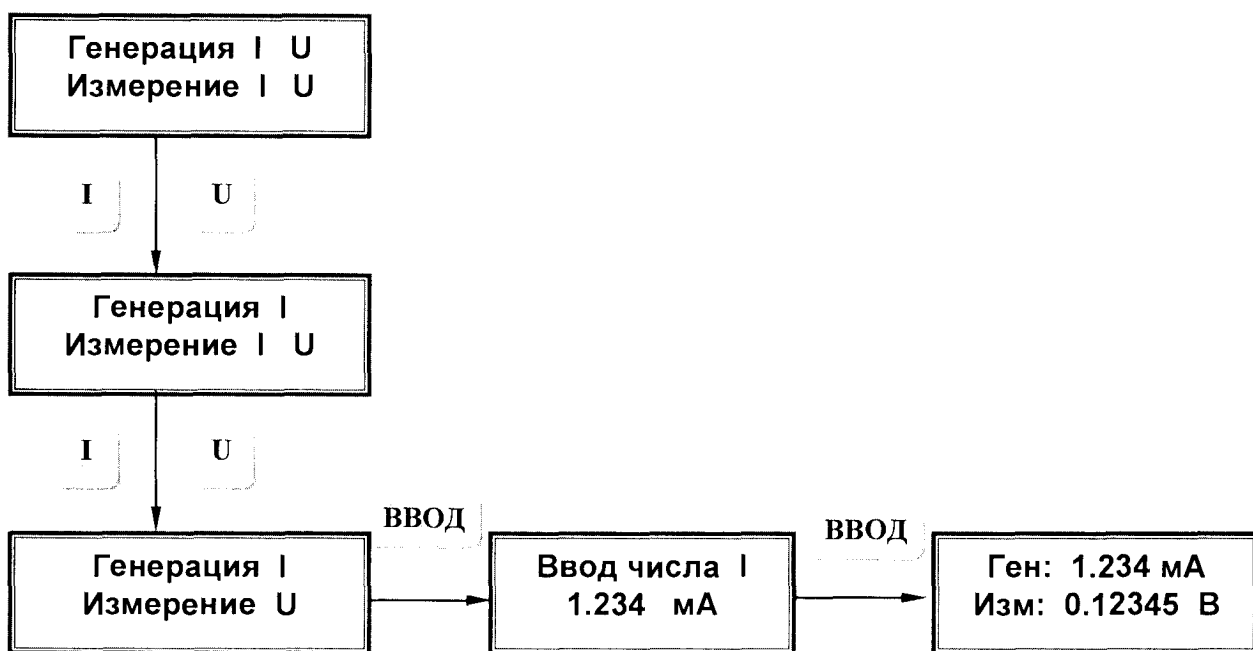 Генерация I U
Измерение I U
I U
Генерация I
Измерение I U
I U
Генерация I
Измерение U
ВВОД
Ввод числа I
1.234 мА
ВВОД
Ген: 1.234 мА
Изм: 0.12345 В